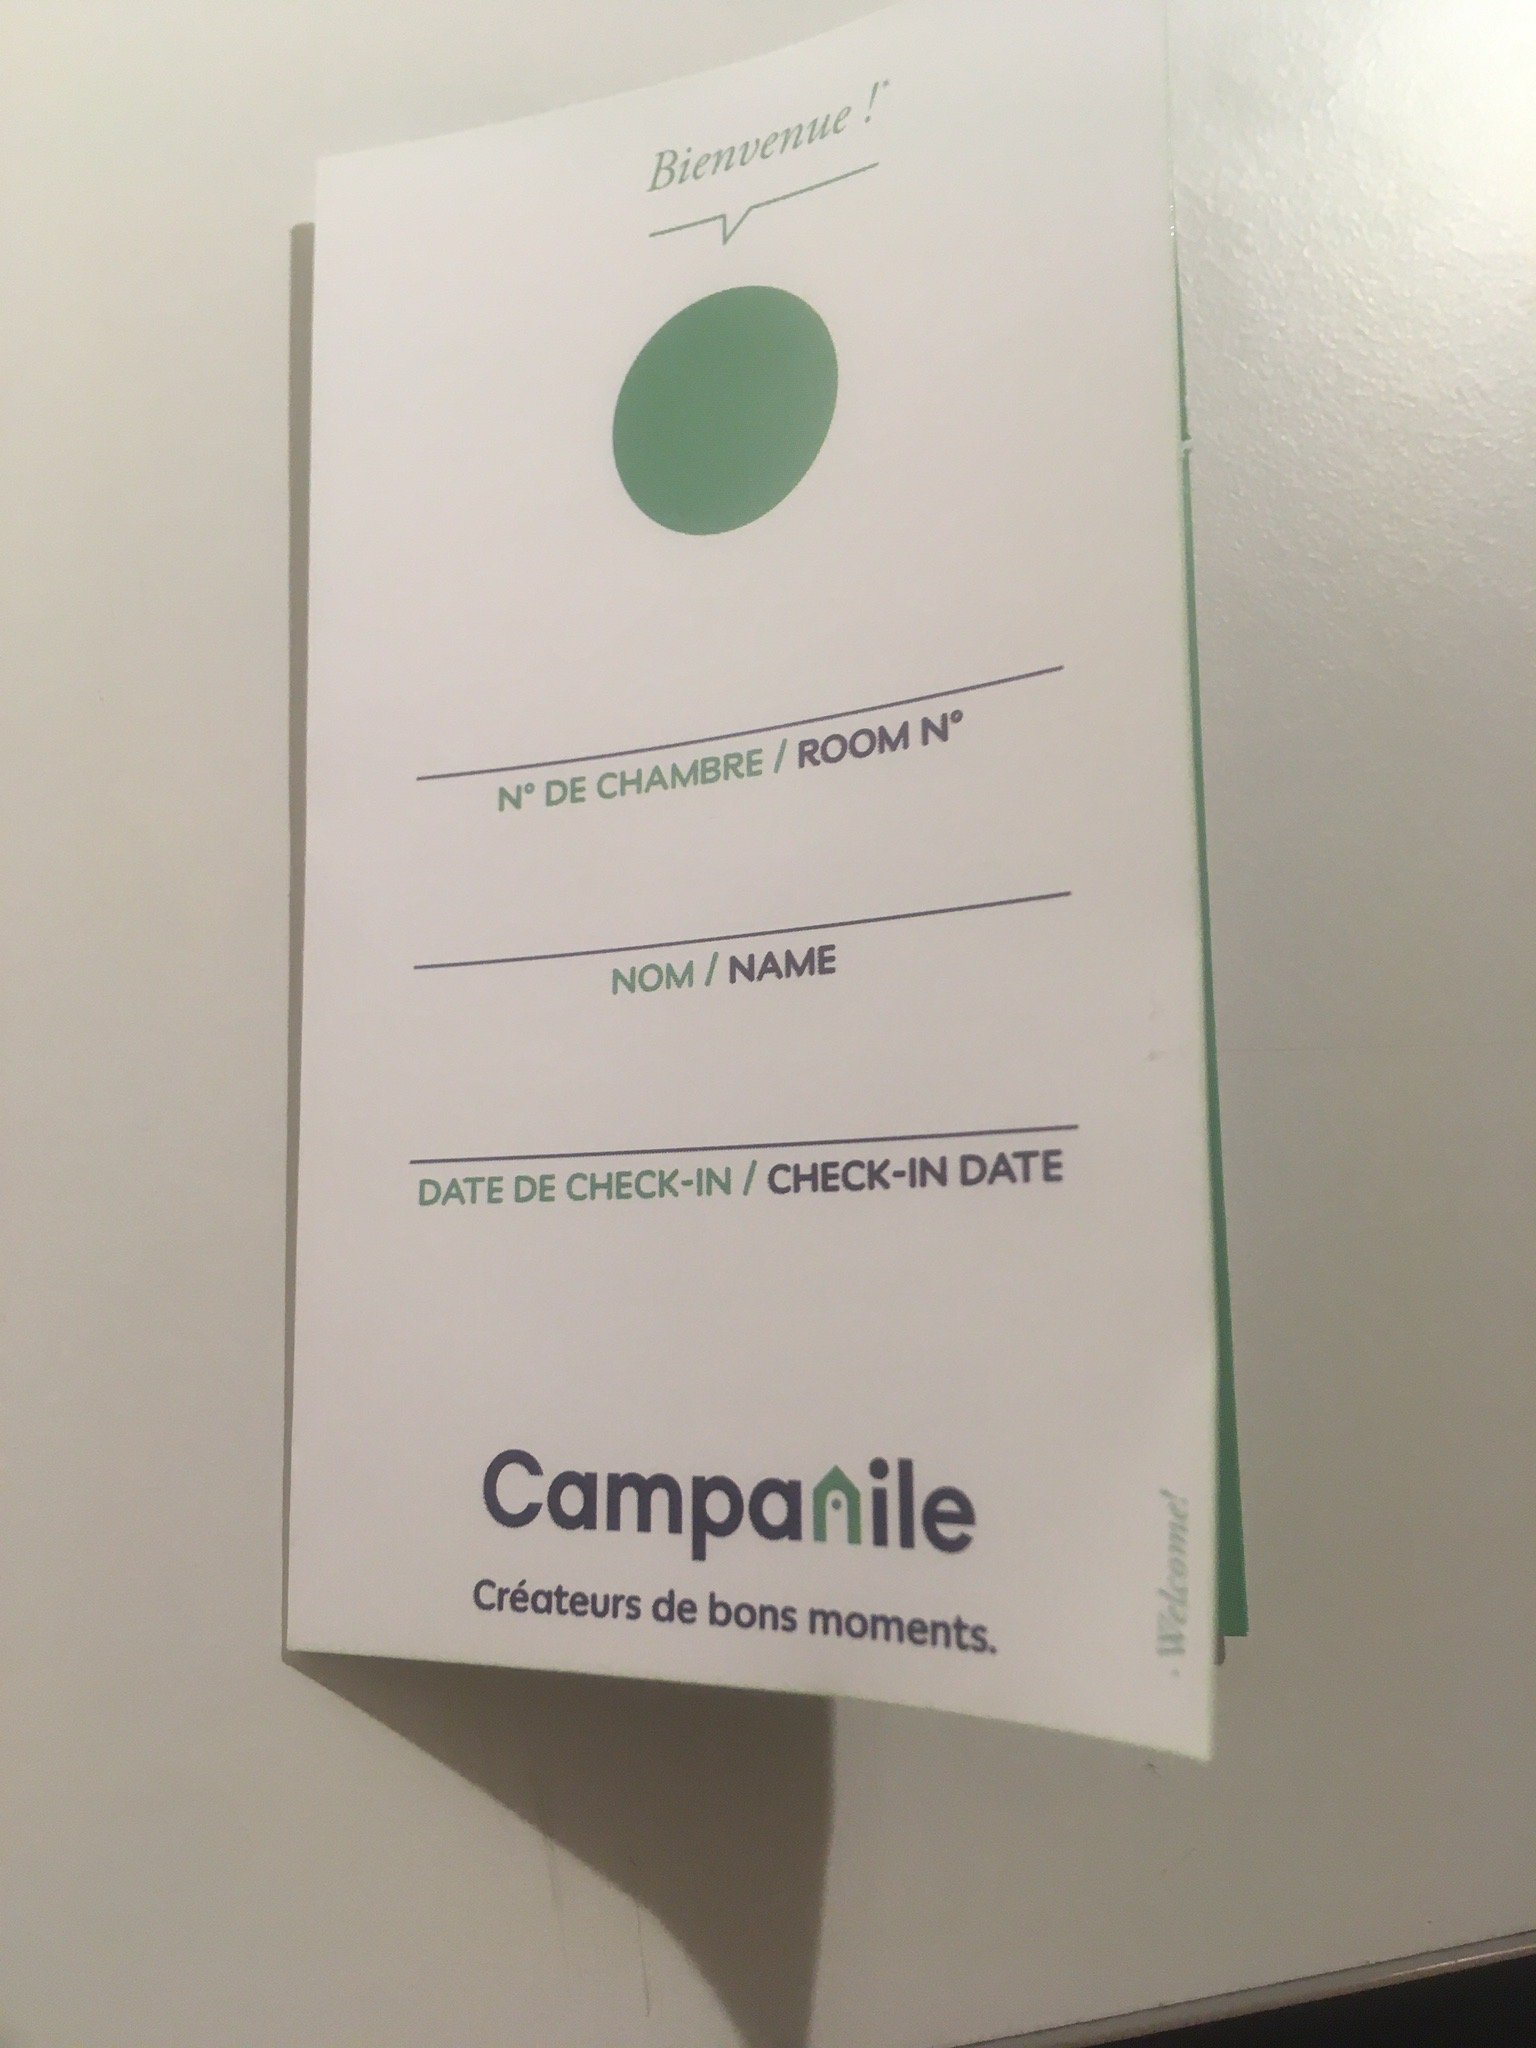 Bienvenue !*
N° DE CHAMBRE / ROOM N°
NOM / NAME
DATE DE CHECK-IN / CHECK-IN DATE
Campanile
Créateurs de bons moments.
* Welcome!